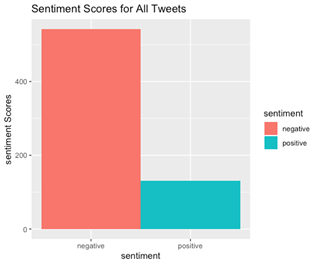 Sentiment Scores for All Tweets
sentiment Scores
400
200
0
negative
positive
sentiment
sentiment
negative
positive